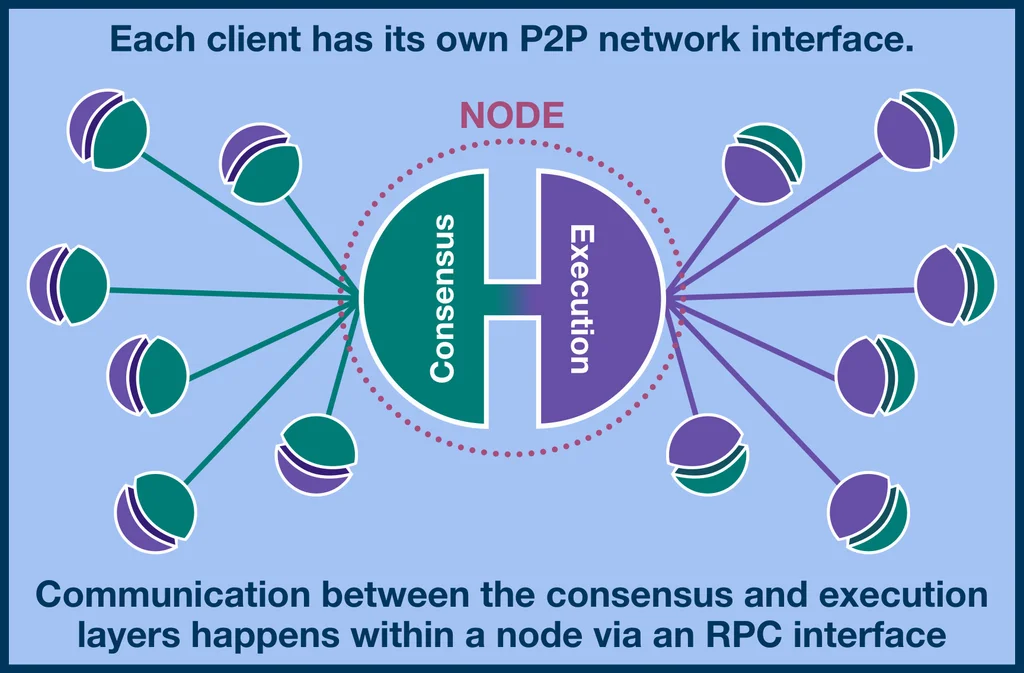 Each client has its own P2P network interface.
NODE
Consensus
Execution
Communication between the consensus and execution
layers happens within a node via an RPC interface